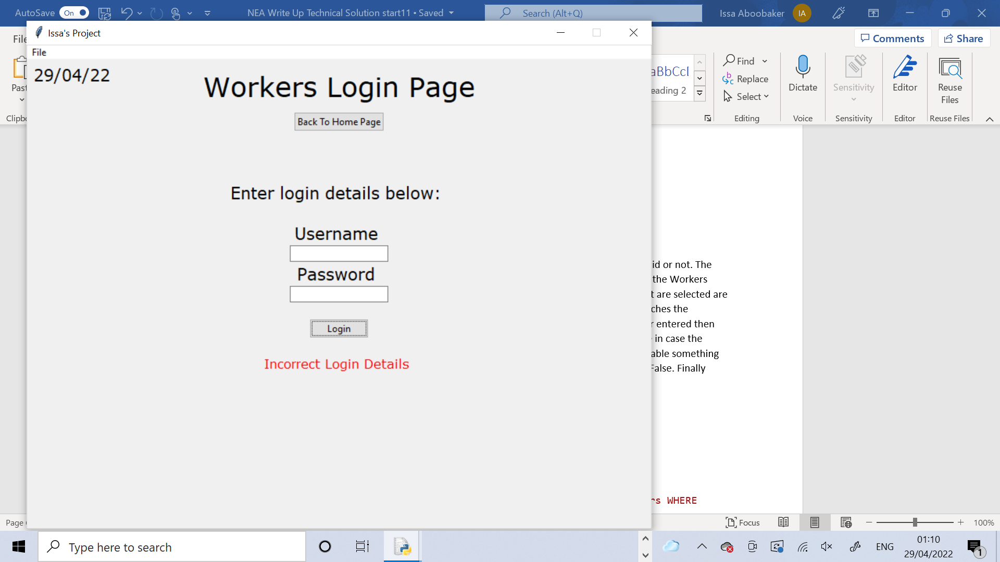 AutoSave On
NEA Write Up Technical Solution start11 • Saved
Search (Alt+Q)
Issa Aboobaker IA
Issa's Project
File
Comments Share
File
29/04/22
Workers Login Page
Back To Home Page
Find
Replace
Select
Dictate
Sensitivity
Editor
Reuse
Files
eading 2
Editing
Voice
Sensitivity
Editor
Reuse Files
Enter login details below:
Username
Password
Login
Incorrect Login Details
id or not. The
the Workers
t are selected are
ches the
r entered then
in case the
able something
False. Finally
rs WHERE
Page
Focus
100%
Type here to search
ENG
01:10
29/04/2022
1